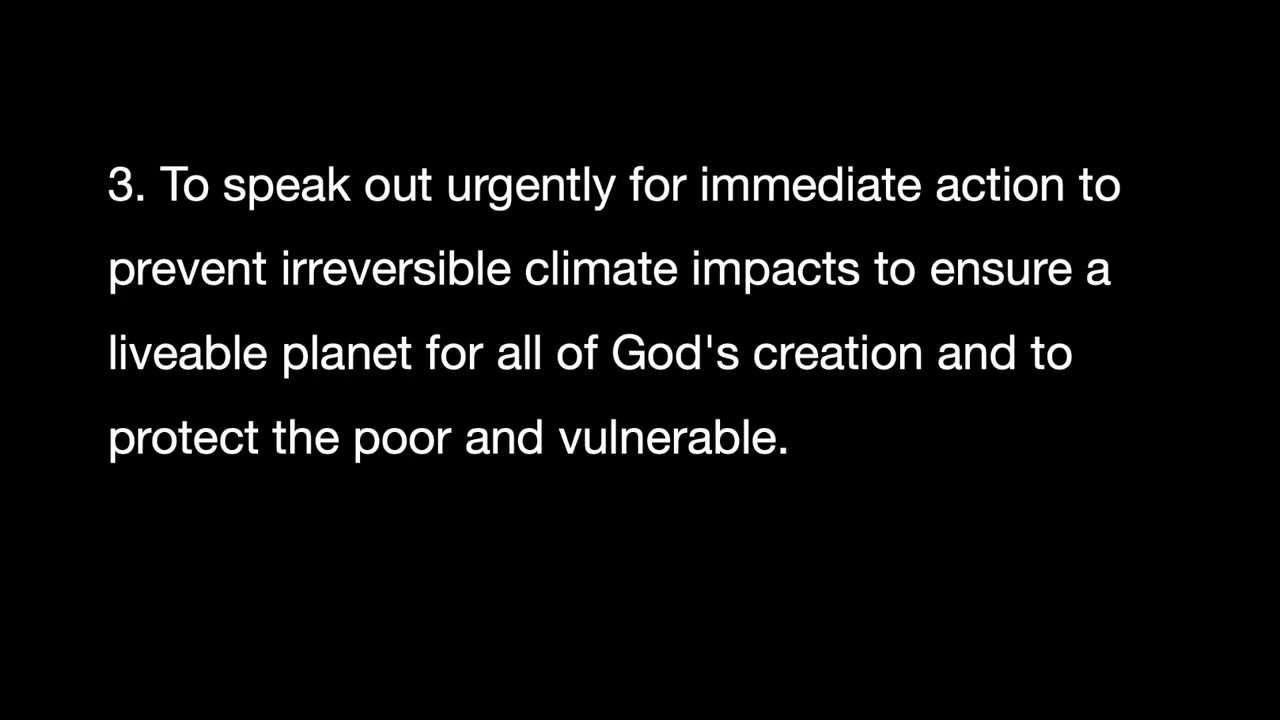 3. To speak out urgently for immediate action to
prevent irreversible climate impacts to ensure a
liveable planet for all of God's creation and to
protect the poor and vulnerable.